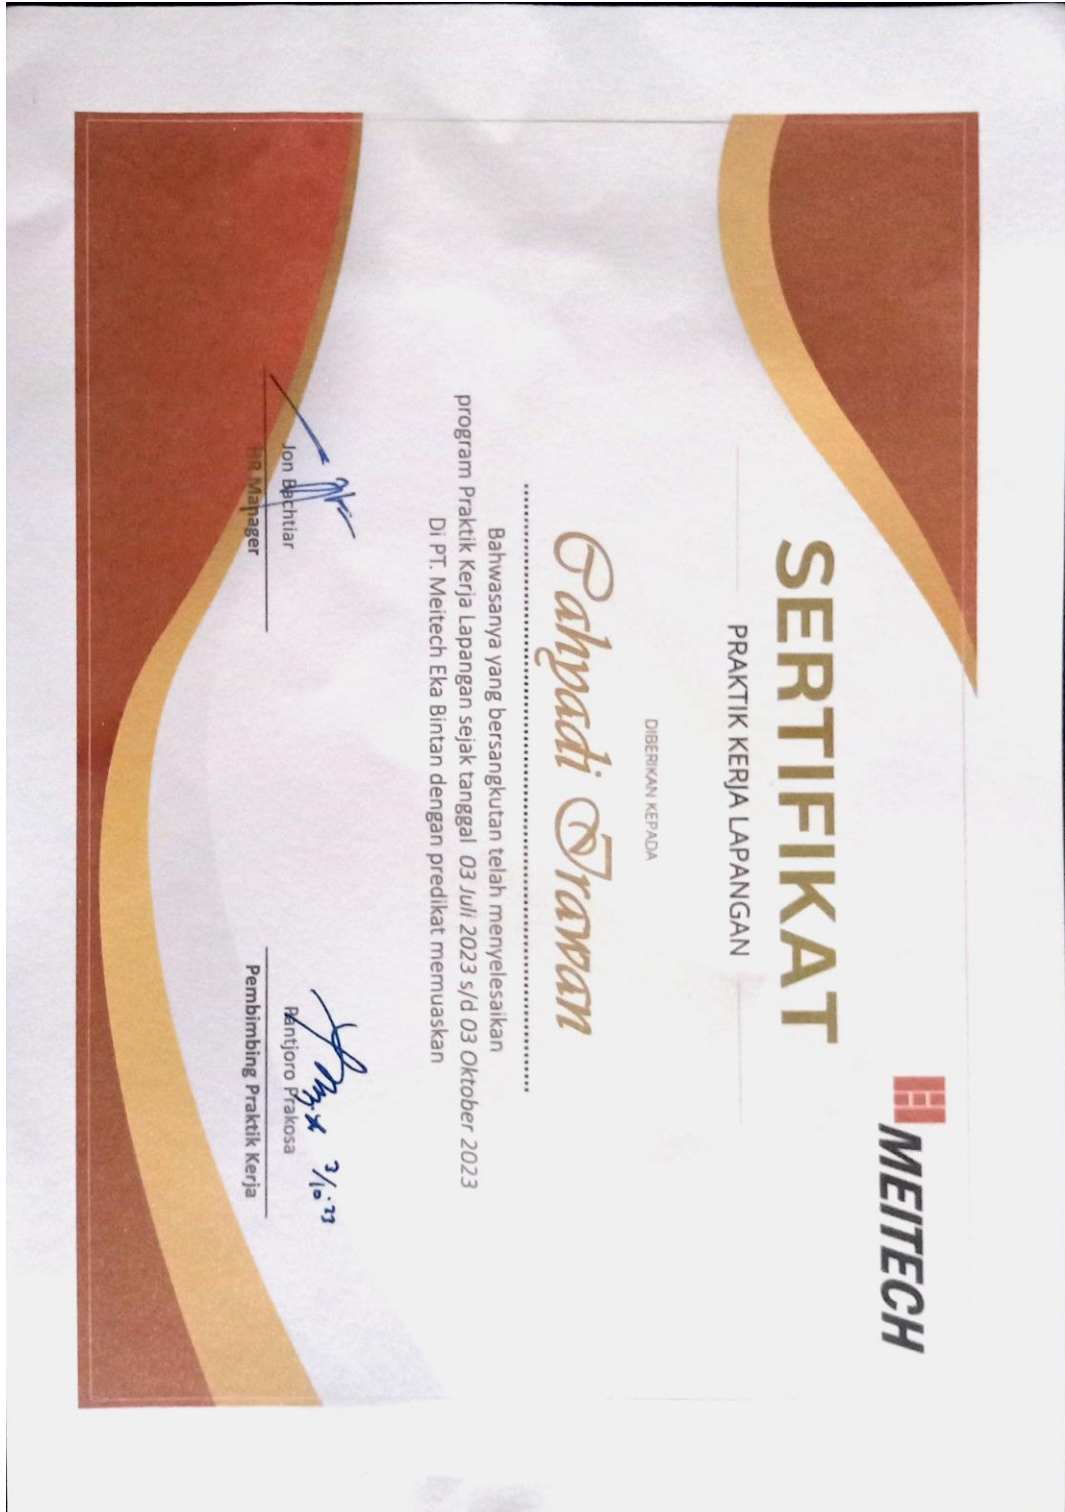 MEITECH
SERTIFIKAT
PRAKTIK KERJA LAPANGAN
DIBERIKAN KEPADA
Cahyadi Irawan
Bahwasanya yang bersangkutan telah menyelesaikan
program Praktik Kerja Lapangan sejak tanggal 03 Juli 2023 s/d 03 Oktober 2023
Di PT. Meitech Eka Bintan dengan predikat memuaskan
3/10'23
Jon Bachtiar
HR Manager
Pantjoro Prakosa
Pembimbing Praktik Kerja